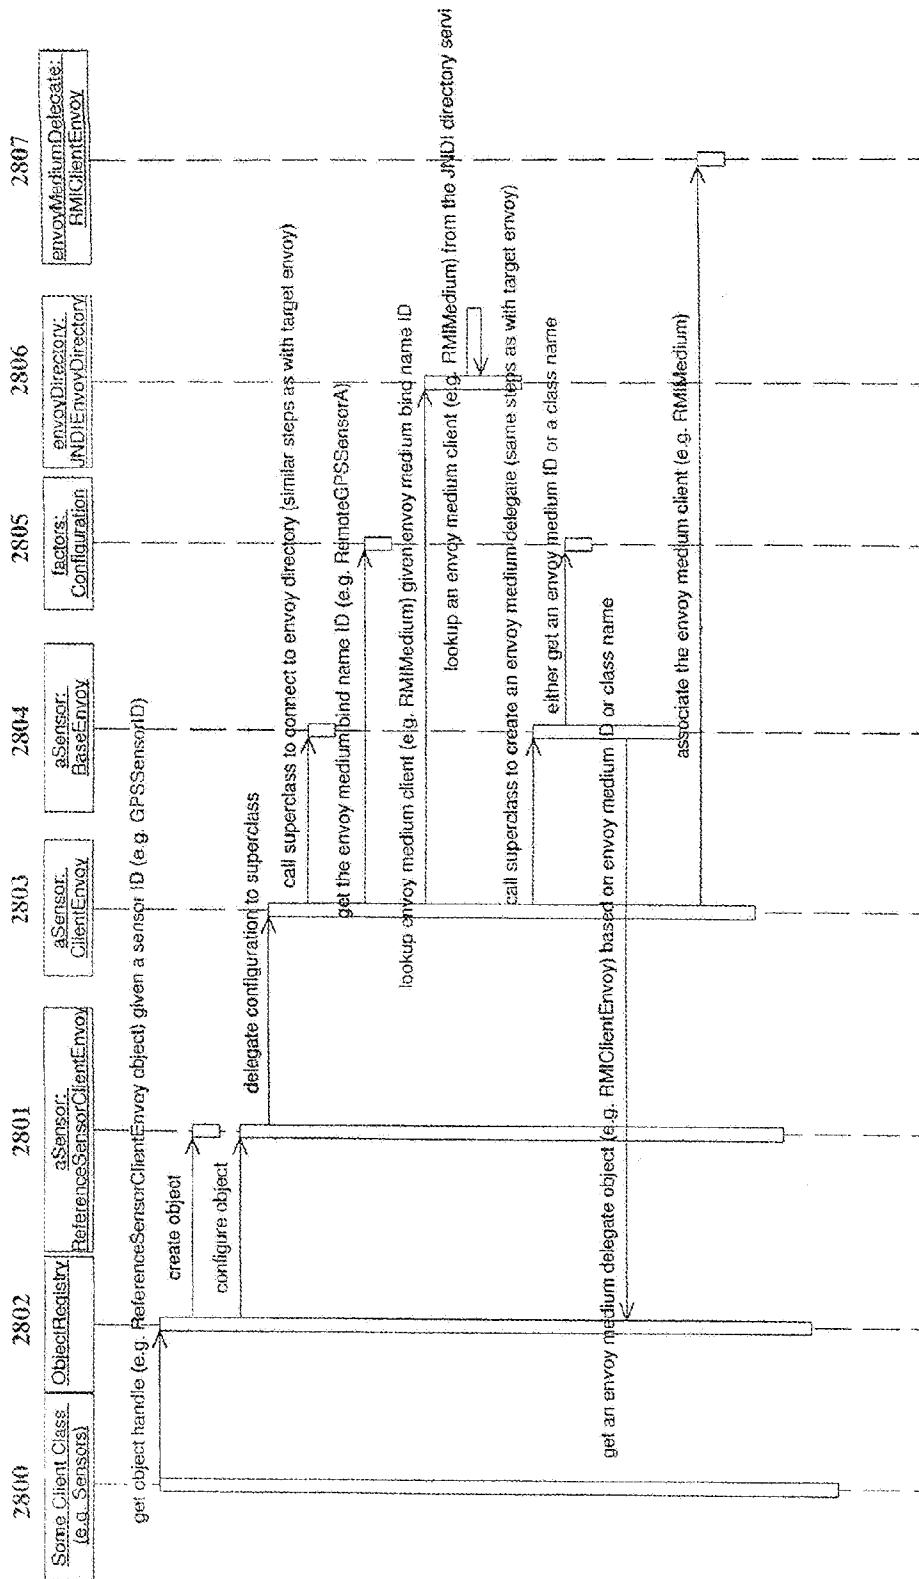 2800
Some Client Class
(e.g. Sensors)
2802
ObjectRegistry
2801
aSensor:
ReferenceSensorClientEnvoy
2803
aSensor:
ClientEnvoy
2804
aSensor:
BaseEnvoy
2805
factors:
Configuration
2806
envoyDirectory:
JNDIEnvoyDirectory
2807
envoyMediumDelegate:
RMIClientEnvoy
get object handle (e.g. ReferenceSensorClientEnvoy object) given a sensor ID (e.g. GPSSensorID)
create object
configure object
delegate configuration to superclass
call superclass to connect to envoy directory (similar steps as with target envoy)
get the envoy medium bind name ID (e.g. RemoteGPSSensorA)
lookup envoy medium client (e.g. RMIMedium) given envoy medium bind name ID
lookup an envoy medium client (e.g. RMIMedium) from the JNDI directory servi
call superclass to create an envoy medium delegate (same steps as with target envoy)
either get an envoy medium ID or a class name
get an envoy medium delegate object (e.g. RMIClientEnvoy) based on envoy medium ID or class name
associate the envoy medium client (e.g. RMIMedium)